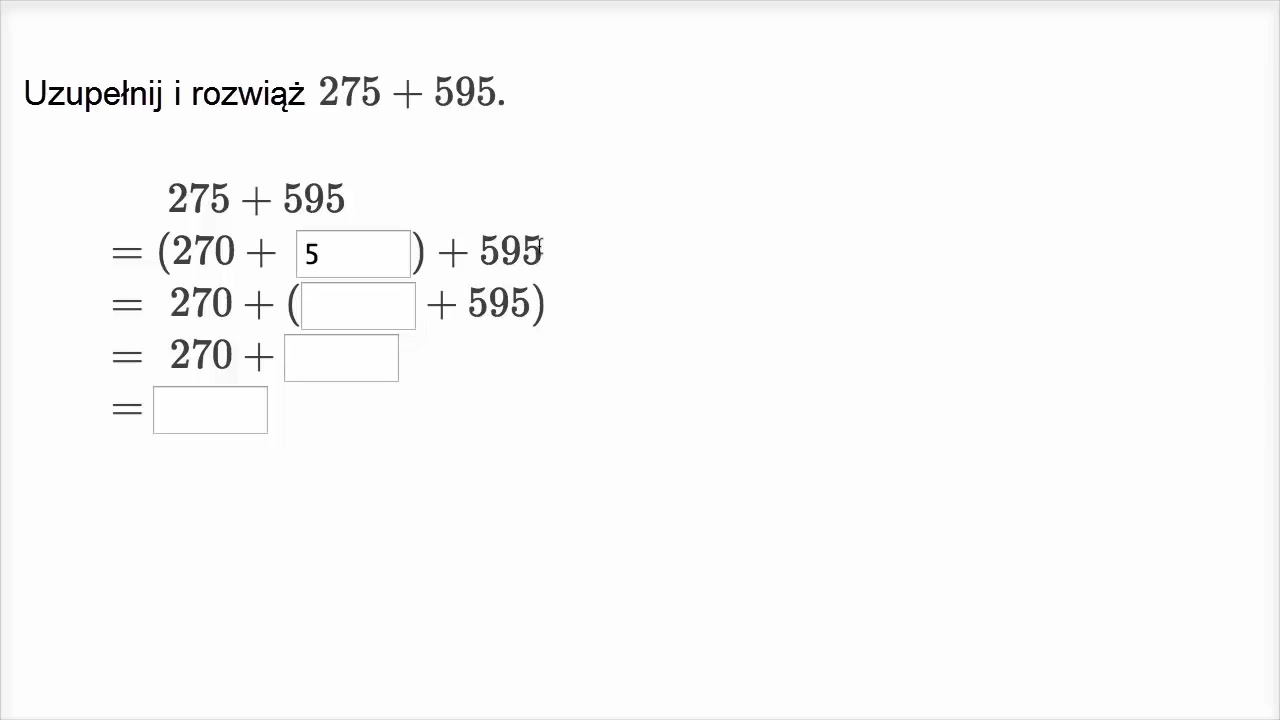 Uzupełnij i rozwiąż 275 + 595.
275 + 595
= (270 + 5 ) + 595
= 270 + ( + 595)
= 270 +
=